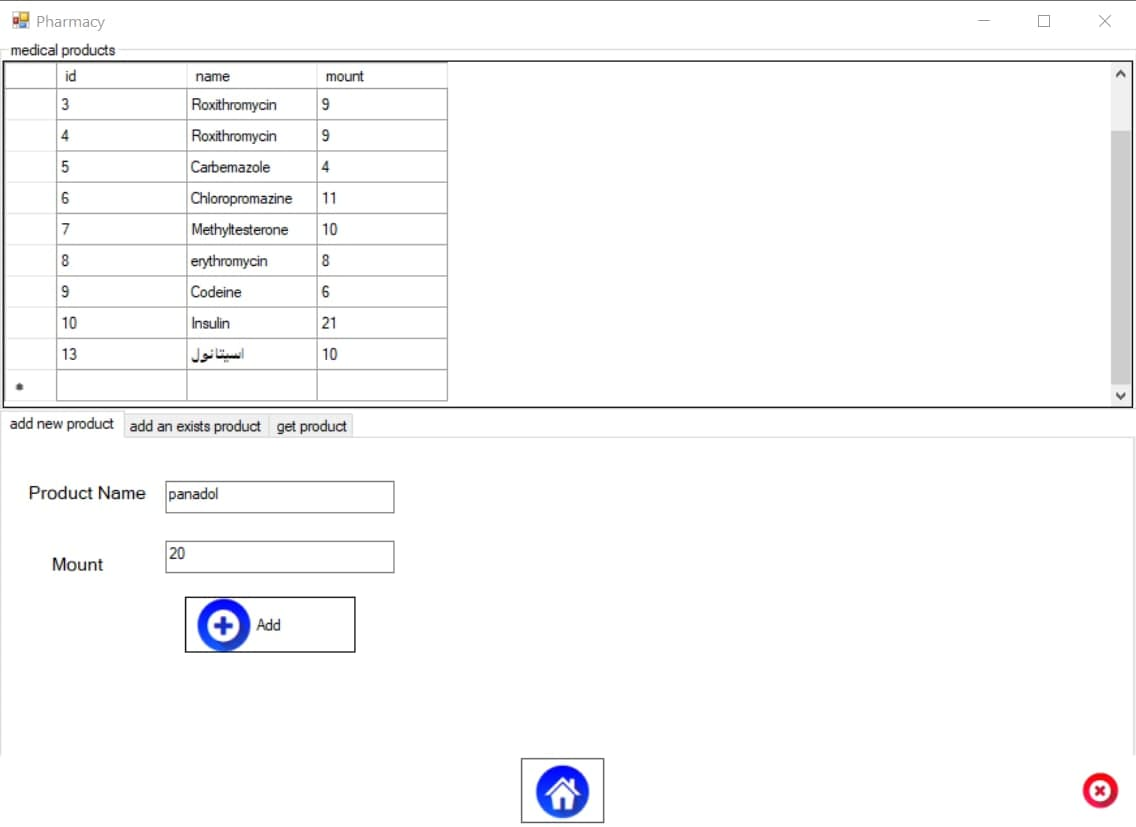 Pharmacy
medical products
id name mount
3 Roxithromycin 9
4 Roxithromycin 9
5 Carbemazole 4
6 Chloropromazine 11
7 Methyltesterone 10
8 erythromycin 8
9 Codeine 6
10 Insulin 21
13 اسيتانول 10
*
add new product add an exists product get product
Product Name panadol
Mount 20
Add